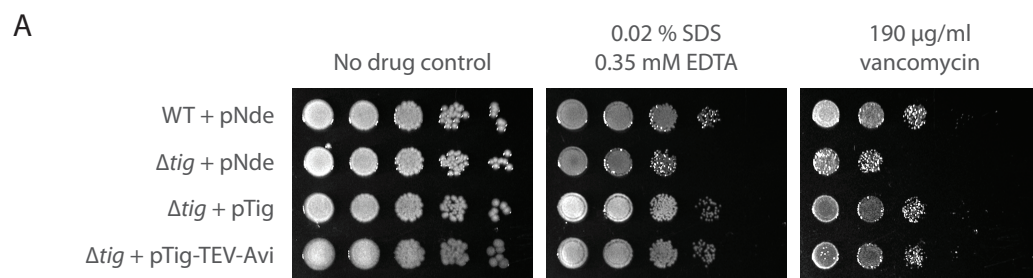 A
No drug control
0.02 % SDS
0.35 mM EDTA
190 µg/ml
vancomycin
WT + pNde
Δtig + pNde
Δtig + pTig
Δtig + pTig-TEV-Avi